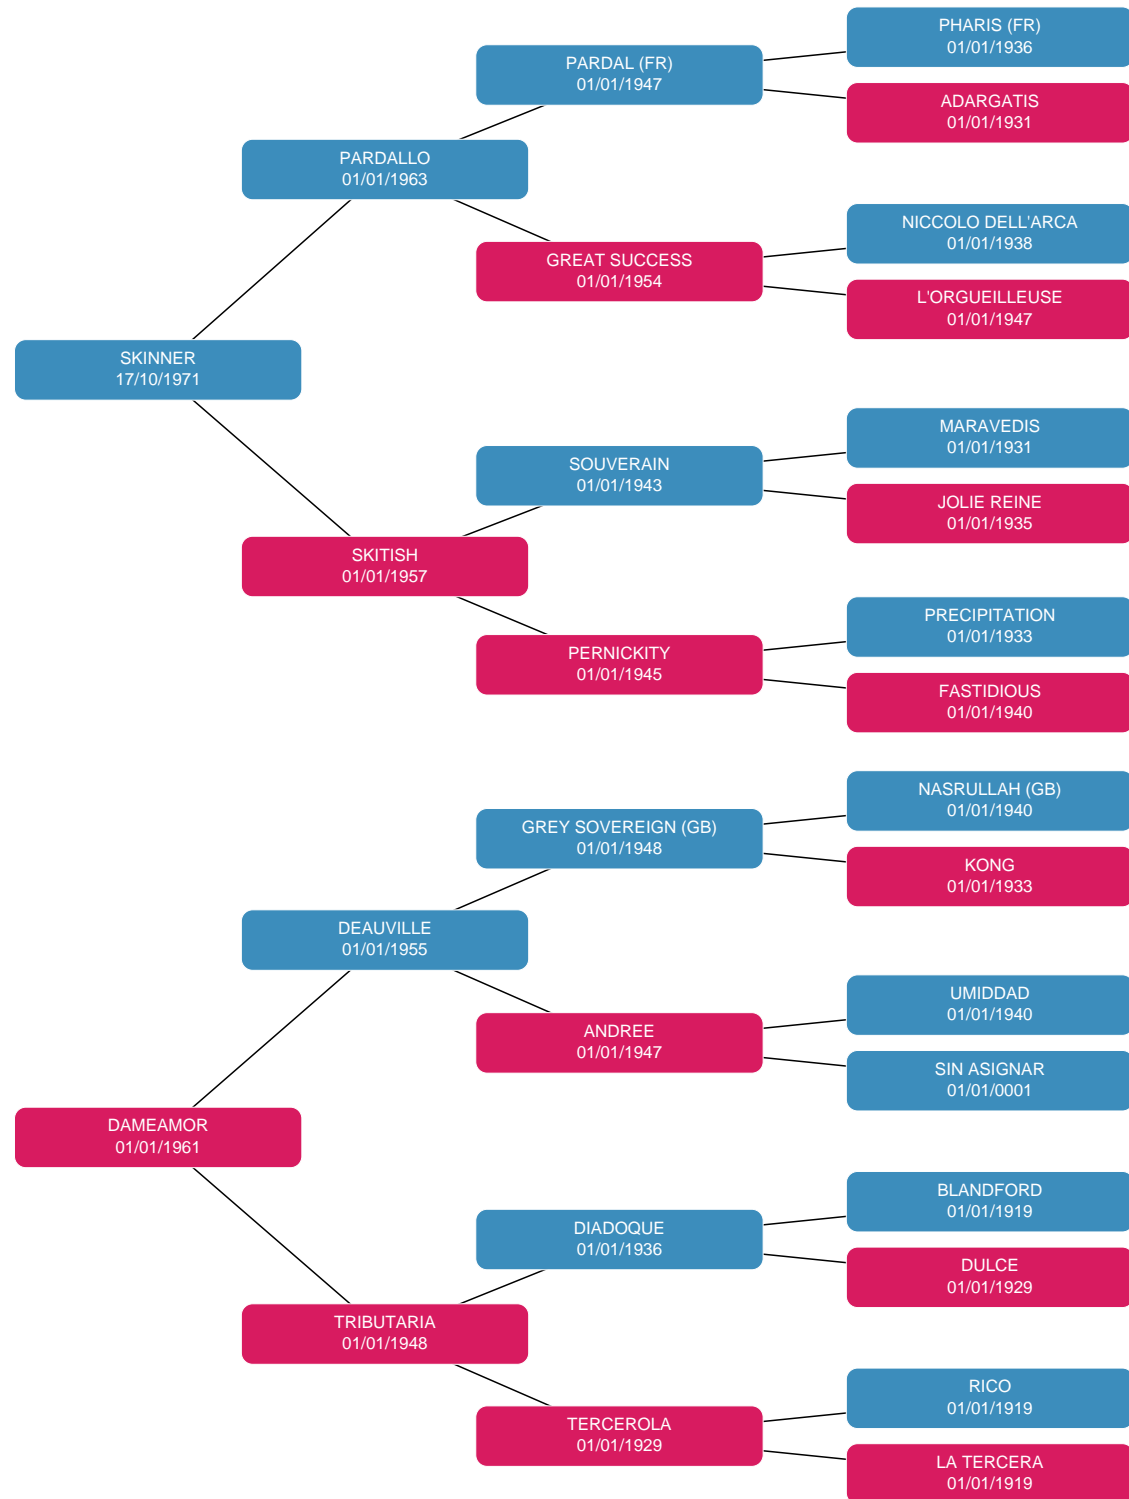 PHARIS (FR)
01/01/1936
PARDAL (FR)
01/01/1947
ADARGATIS
01/01/1931
PARDALLO
01/01/1963
NICCOLO DELL'ARCA
01/01/1938
GREAT SUCCESS
01/01/1954
L'ORGUEILLEUSE
01/01/1947
SKINNER
17/10/1971
MARAVEDIS
01/01/1931
SOUVERAIN
01/01/1943
JOLIE REINE
01/01/1935
SKITISH
01/01/1957
PRECIPITATION
01/01/1933
PERNICKITY
01/01/1945
FASTIDIOUS
01/01/1940
NASRULLAH (GB)
01/01/1940
GREY SOVEREIGN (GB)
01/01/1948
KONG
01/01/1933
DEAUVILLE
01/01/1955
UMIDDAD
01/01/1940
ANDREE
01/01/1947
SIN ASIGNAR
01/01/0001
DAMEAMOR
01/01/1961
BLANDFORD
01/01/1919
DIADOQUE
01/01/1936
DULCE
01/01/1929
TRIBUTARIA
01/01/1948
RICO
01/01/1919
TERCEROLA
01/01/1929
LA TERCERA
01/01/1919